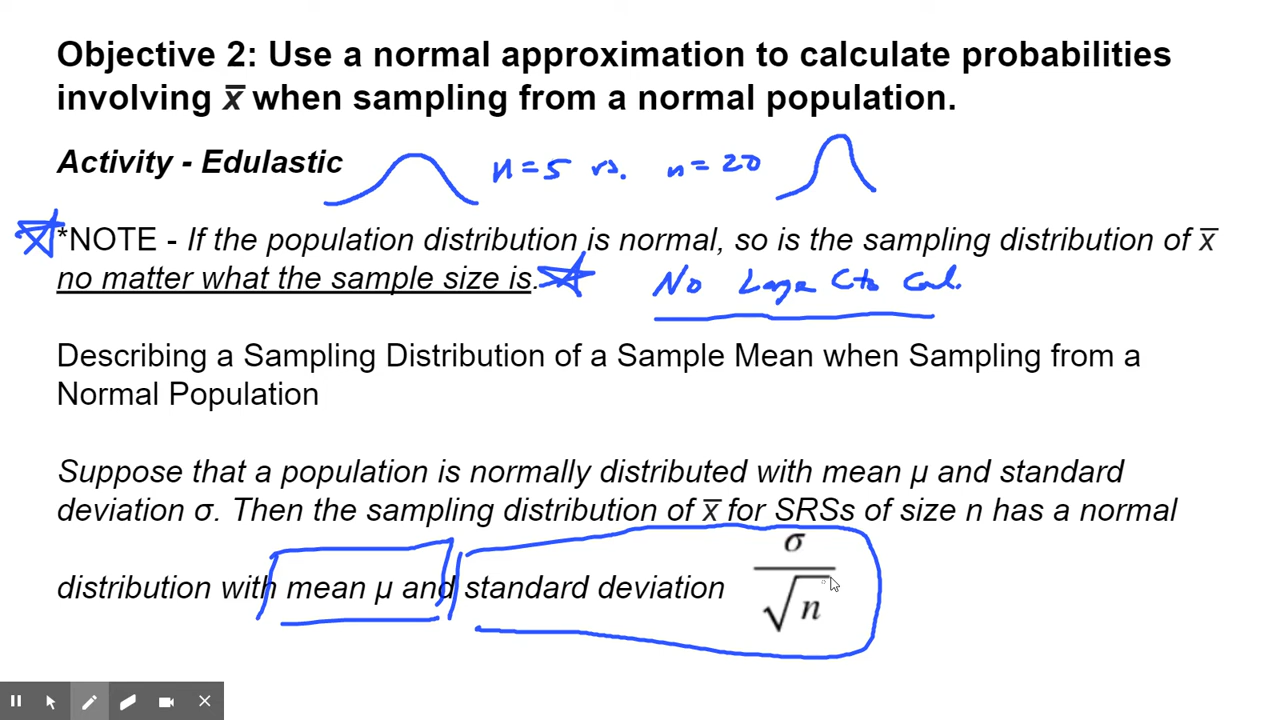 Objective 2: Use a normal approximation to calculate probabilities
involving x̅ when sampling from a normal population.
Activity - Edulastic n = 5 vs. n = 20
*NOTE - If the population distribution is normal, so is the sampling distribution of x̅
no matter what the sample size is. No Large Cts Cond.
Describing a Sampling Distribution of a Sample Mean when Sampling from a
Normal Population
Suppose that a population is normally distributed with mean μ and standard
deviation σ. Then the sampling distribution of x̅ for SRSs of size n has a normal
distribution with mean μ and standard deviation σ/√n